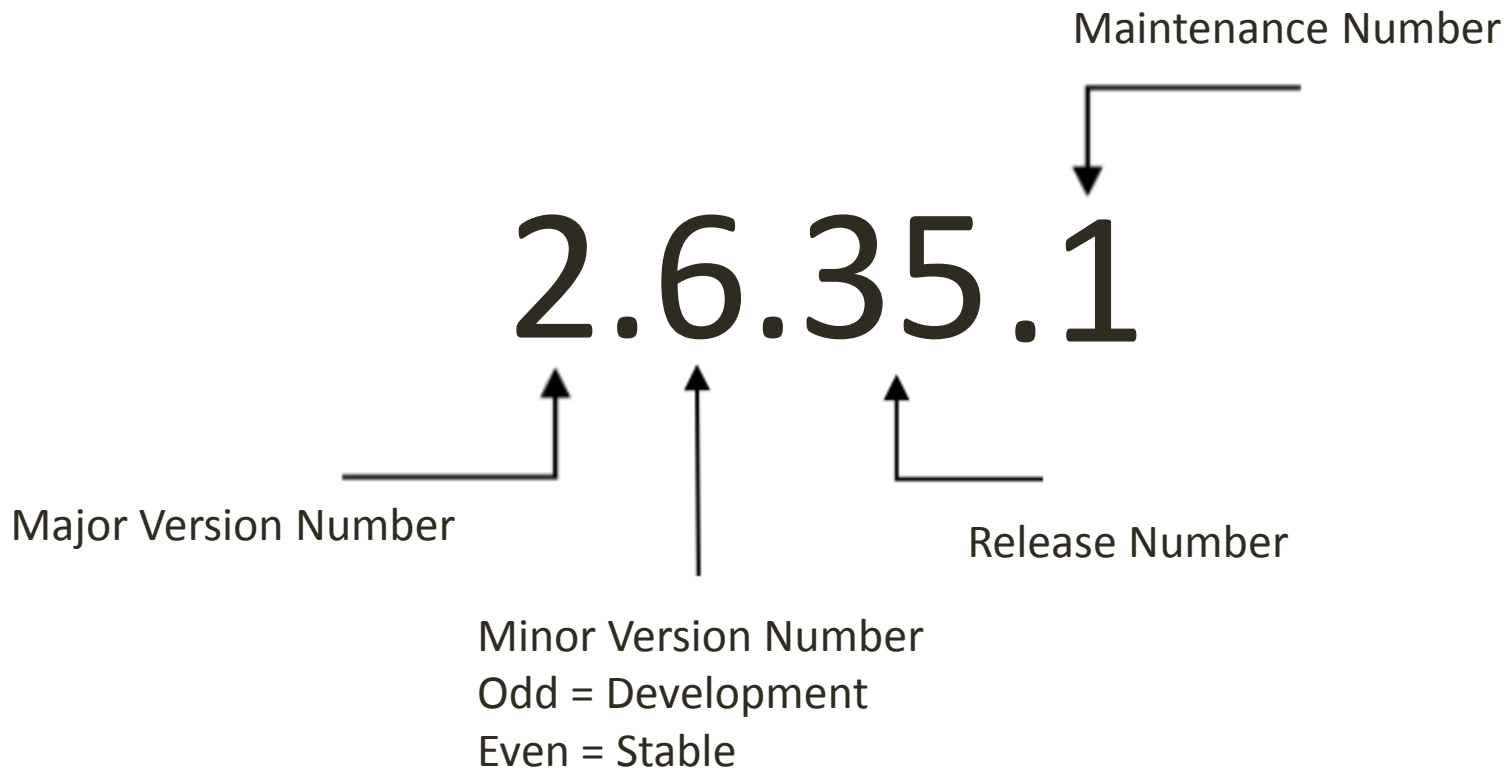 Maintenance Number
2.6.35.1
Major Version Number
Release Number
Minor Version Number
Odd = Development
Even = Stable